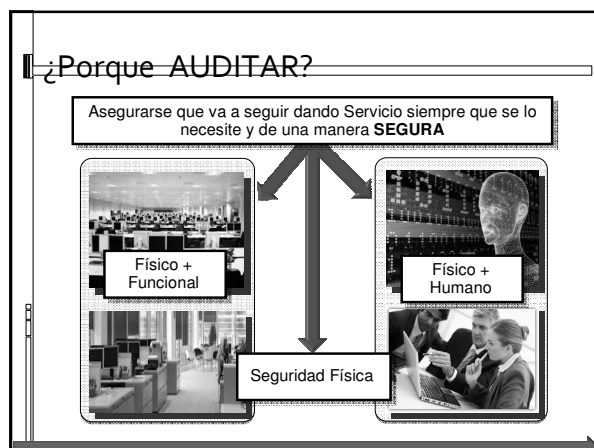 ¿Porque AUDITAR?
Asegurarse que va a seguir dando Servicio siempre que se lo
necesite y de una manera SEGURA
Físico +
Funcional
Físico +
Humano
Seguridad Física